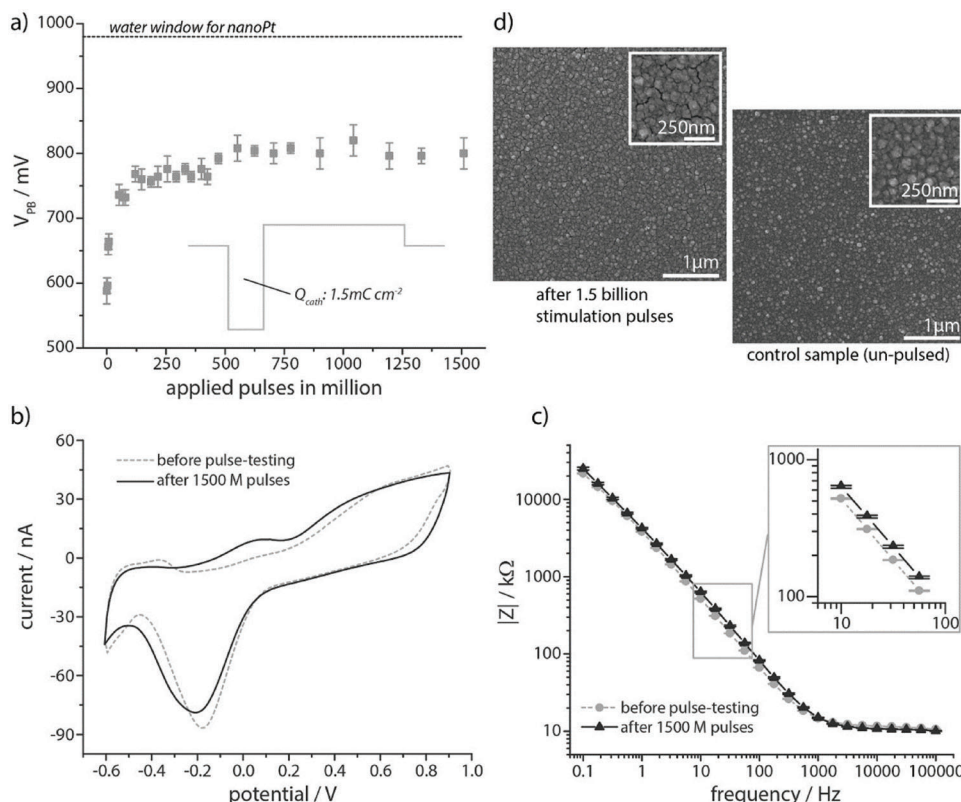 a)
water window for nanoPt
1000
900
800
700
600
500
V_PB / mV
Q_cath: 1.5mC cm⁻²
0 250 500 750 1000 1250 1500
applied pulses in million
d)
250nm
1μm
after 1.5 billion
stimulation pulses
250nm
1μm
control sample (un-pulsed)
b)
60
30
0
-30
-60
-90
current / nA
before pulse-testing
after 1500 M pulses
-0.6 -0.4 -0.2 0.0 0.2 0.4 0.6 0.8 1.0
potential / V
c)
10000
1000
100
10
|Z| / kΩ
1000
100
10 100
before pulse-testing
after 1500 M pulses
0.1 1 10 100 1000 10000 100000
frequency / Hz